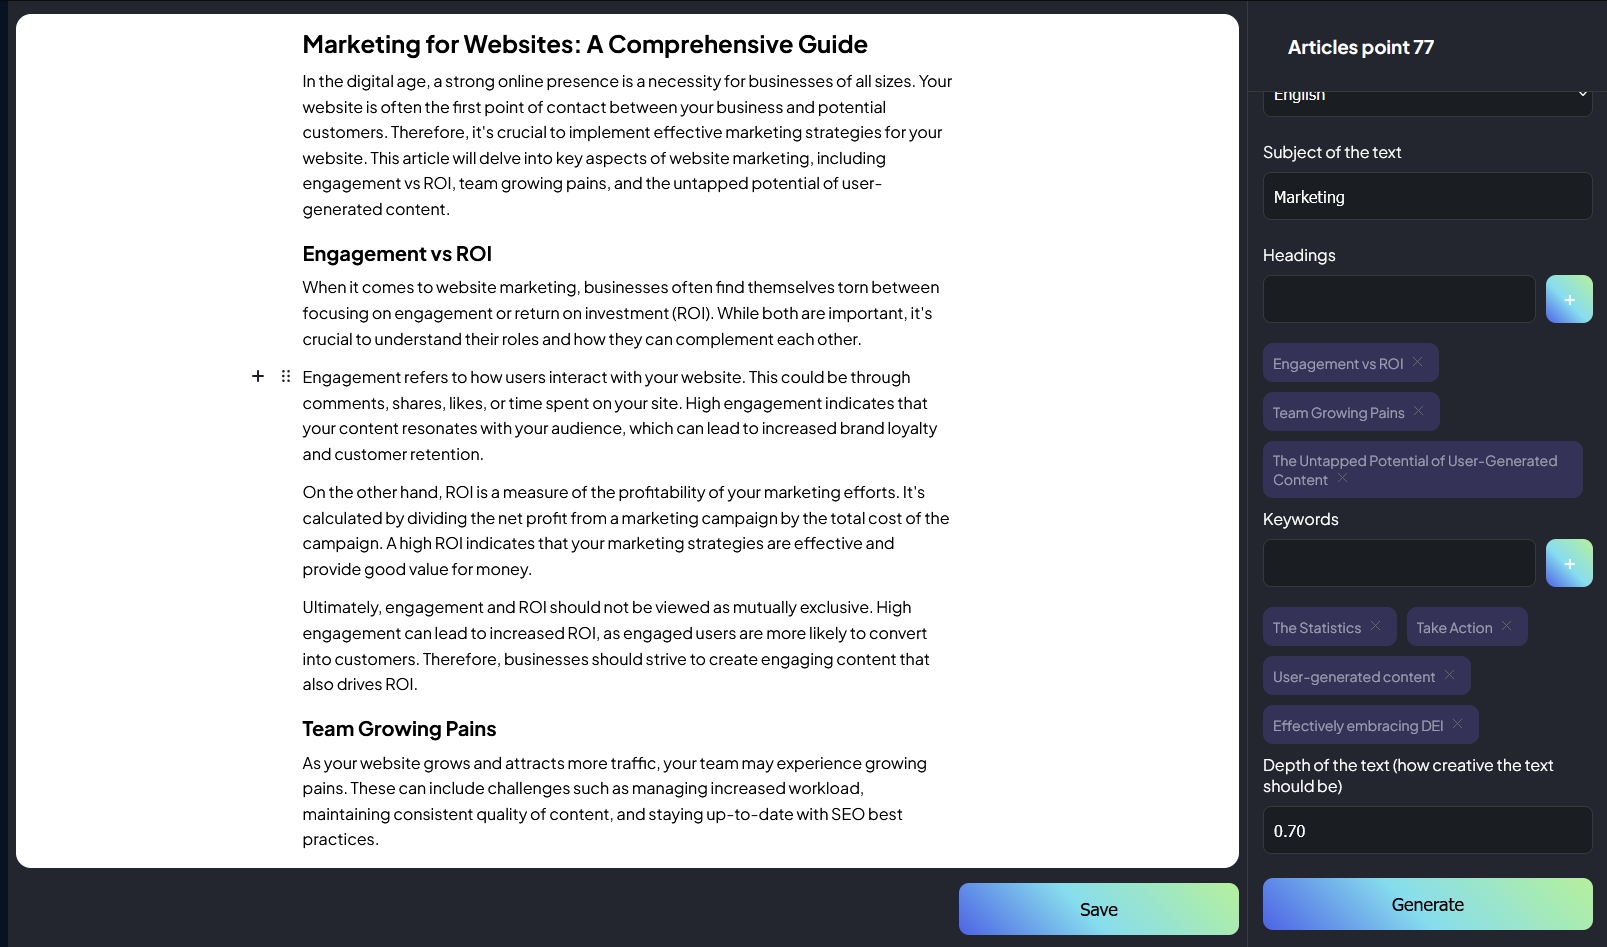 Marketing for Websites: A Comprehensive Guide
In the digital age, a strong online presence is a necessity for businesses of all sizes. Your
website is often the first point of contact between your business and potential
customers. Therefore, it's crucial to implement effective marketing strategies for your
website. This article will delve into key aspects of website marketing, including
engagement vs ROI, team growing pains, and the untapped potential of user-
generated content.
Engagement vs ROI
When it comes to website marketing, businesses often find themselves torn between
focusing on engagement or return on investment (ROI). While both are important, it's
crucial to understand their roles and how they can complement each other.
Engagement refers to how users interact with your website. This could be through
comments, shares, likes, or time spent on your site. High engagement indicates that
your content resonates with your audience, which can lead to increased brand loyalty
and customer retention.
On the other hand, ROI is a measure of the profitability of your marketing efforts. It's
calculated by dividing the net profit from a marketing campaign by the total cost of the
campaign. A high ROI indicates that your marketing strategies are effective and
provide good value for money.
Ultimately, engagement and ROI should not be viewed as mutually exclusive. High
engagement can lead to increased ROI, as engaged users are more likely to convert
into customers. Therefore, businesses should strive to create engaging content that
also drives ROI.
Team Growing Pains
As your website grows and attracts more traffic, your team may experience growing
pains. These can include challenges such as managing increased workload,
maintaining consistent quality of content, and staying up-to-date with SEO best
practices.
Save
Articles point 77
English
Subject of the text
Marketing
Headings
+
Engagement vs ROI
Team Growing Pains
The Untapped Potential of User-Generated
Content
Keywords
+
The Statistics
Take Action
User-generated content
Effectively embracing DEI
Depth of the text (how creative the text
should be)
0.70
Generate